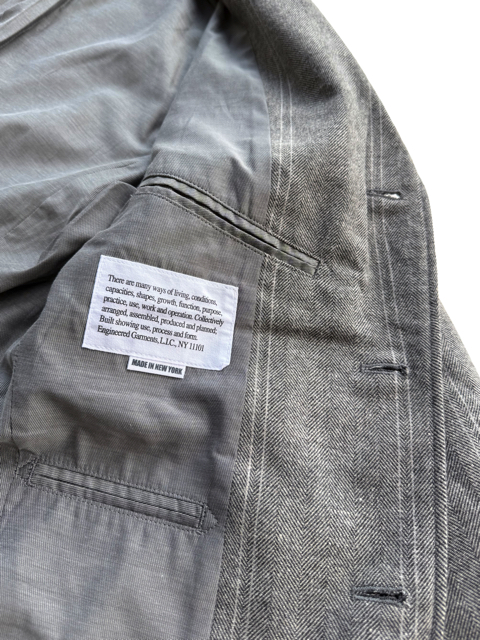 There are many ways of living, conditions,
capacities, shapes, growth, function, purpose,
practice, use, work and operation. Collectively
arranged, assembled, produced and planned.
Built showing use, process and form.
Engineered Garments, L.I.C., NY 11101
MADE IN NEW YORK